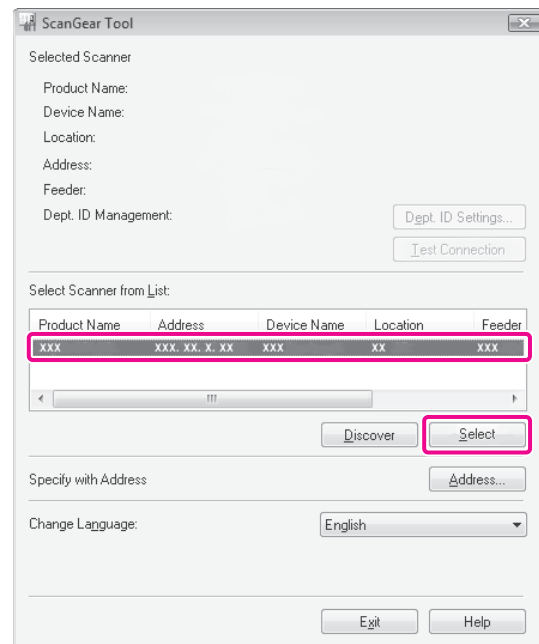 ScanGear Tool
Selected Scanner
Product Name:
Device Name:
Location:
Address:
Feeder:
Dept. ID Management:
Dept. ID Settings...
Test Connection
Select Scanner from List:
Product Name Address Device Name Location Feeder
XXX XXX. XX. X. XX XXX XX XXX
Discover Select
Specify with Address Address...
Change Language: English
Exit Help